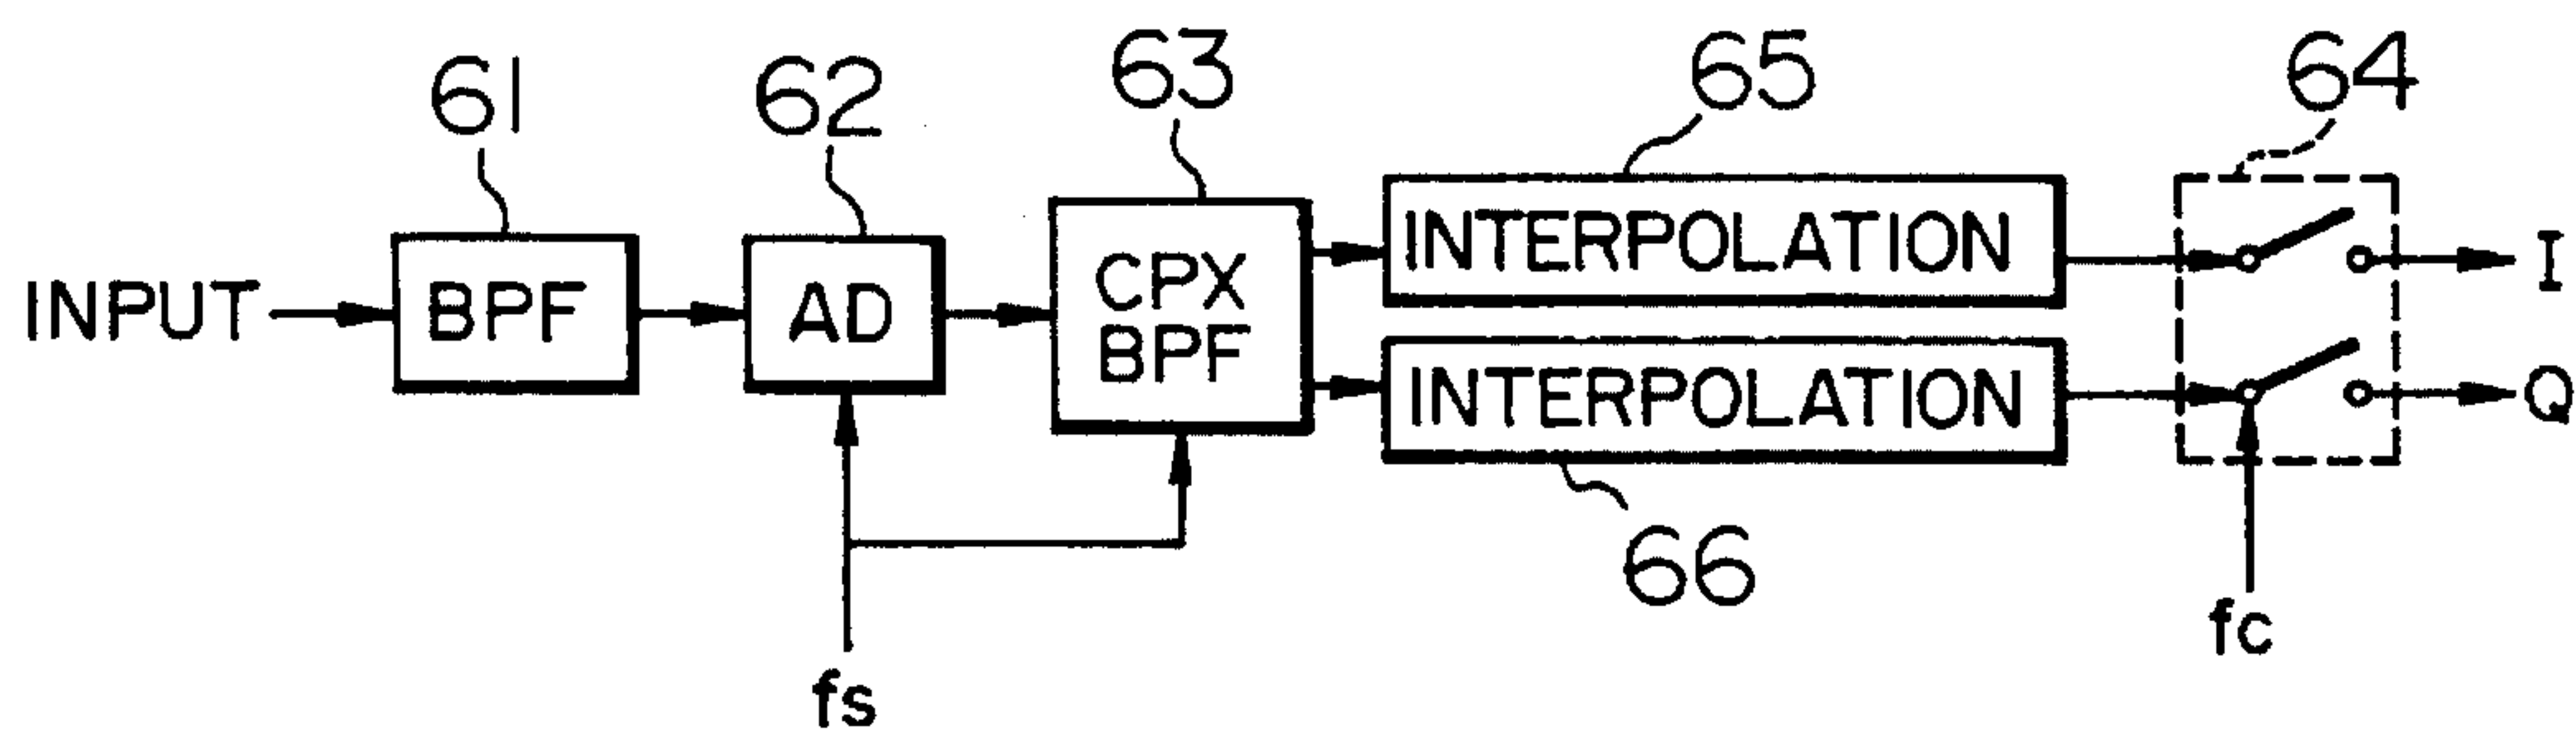 61
62
63
65
64
INPUT
BPF
AD
CPX
BPF
INTERPOLATION
INTERPOLATION
I
Q
66
fs
fc